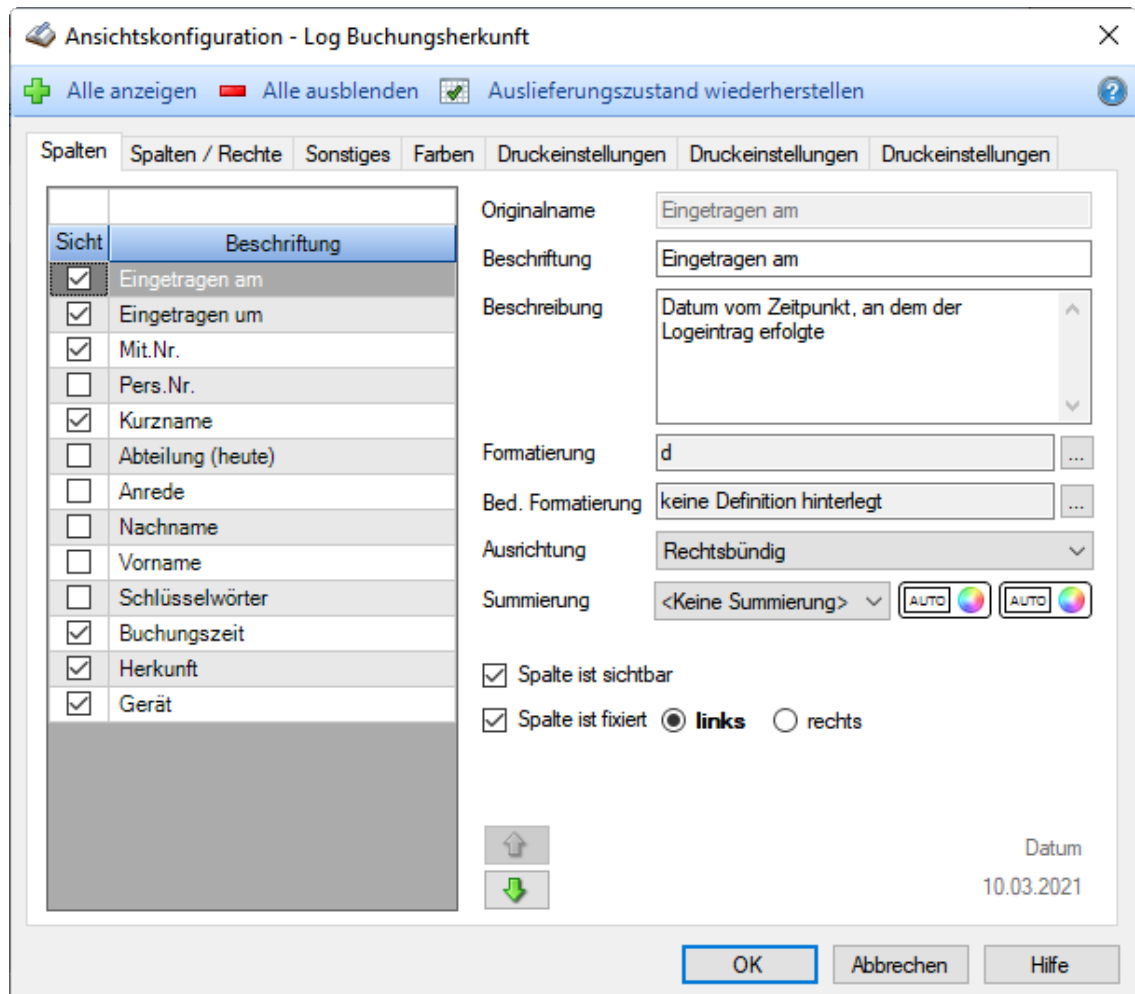 Ansichtskonfiguration - Log Buchungsherkunft
Alle anzeigen Alle ausblenden Auslieferungszustand wiederherstellen
Spalten Spalten / Rechte Sonstiges Farben Druckeinstellungen Druckeinstellungen Druckeinstellungen
Sicht Beschriftung
Eingetragen am
Eingetragen um
Mit.Nr.
Pers.Nr.
Kurzname
Abteilung (heute)
Anrede
Nachname
Vorname
Schlüsselwörter
Buchungszeit
Herkunft
Gerät
Originalname Eingetragen am
Beschriftung Eingetragen am
Beschreibung Datum vom Zeitpunkt, an dem der
Logeintrag erfolgte
Formatierung d ...
Bed. Formatierung keine Definition hinterlegt ...
Ausrichtung Rechtsbündig
Summierung <Keine Summierung> AUTO AUTO
Spalte ist sichtbar
Spalte ist fixiert links rechts
Datum
10.03.2021
OK Abbrechen Hilfe